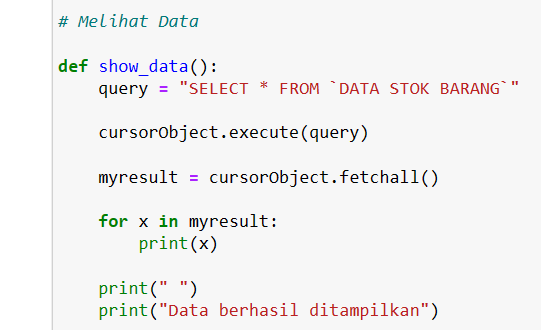 # Melihat Data
def show_data():
query = "SELECT * FROM `DATA STOK BARANG`"
cursorObject.execute(query)
myresult = cursorObject.fetchall()
for x in myresult:
print(x)
print(" ")
print("Data berhasil ditampilkan")